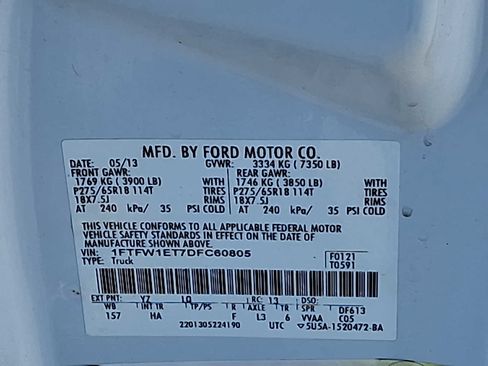 MFD. BY FORD MOTOR CO.
DATE: 05/13 GVWR: 3334 KG ( 7350 LB)
FRONT GAWR: REAR GAWR:
1769 KG ( 3900 LB) WITH 1746 KG ( 3850 LB) WITH
P275/65R18 114T TIRES P275/65R18 114T TIRES
18X7.5J RIMS 18X7.5J RIMS
AT 240 kPa/ 35 PSI COLD AT 240 kPa/ 35 PSI COLD
THIS VEHICLE CONFORMS TO ALL APPLICABLE FEDERAL MOTOR
VEHICLE SAFETY STANDARDS IN EFFECT ON THE DATE OF
MANUFACTURE SHOWN ABOVE.
VIN: 1FTFW1ET7DFC60805 F0121
TYPE: Truck T0591
EXT PNT: YZ RC: 13 DSO:
WB INT TR TP/PS R AXLE TR SPR DF613
157 HA F L3 6 VVAA C05
2201305224190 UTC ▽5U5A-1520472-BA